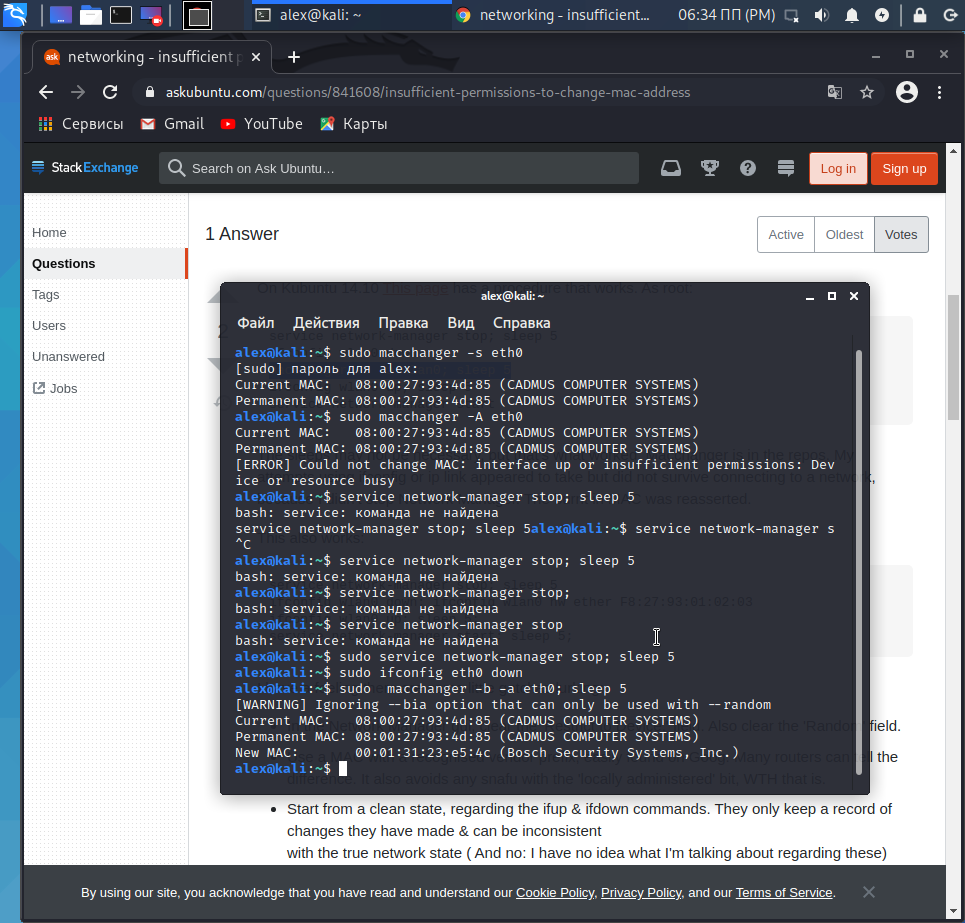 alex@kali: ~
networking - insufficient...
06:34 ПП (PM)
networking - insufficient p
askubuntu.com/questions/841608/insufficient-permissions-to-change-mac-address
Сервисы Gmail YouTube Карты
StackExchange
Search on Ask Ubuntu…
Log in Sign up
Home
Questions
Tags
Users
Unanswered
Jobs
1 Answer
Active Oldest Votes
alex@kali: ~
Файл Действия Правка Вид Справка
alex@kali:~$ sudo macchanger -s eth0
[sudo] пароль для alex:
Current MAC:   08:00:27:93:4d:85 (CADMUS COMPUTER SYSTEMS)
Permanent MAC: 08:00:27:93:4d:85 (CADMUS COMPUTER SYSTEMS)
alex@kali:~$ sudo macchanger -A eth0
Current MAC:   08:00:27:93:4d:85 (CADMUS COMPUTER SYSTEMS)
Permanent MAC: 08:00:27:93:4d:85 (CADMUS COMPUTER SYSTEMS)
[ERROR] Could not change MAC: interface up or insufficient permissions: Dev
ice or resource busy
alex@kali:~$ service network-manager stop; sleep 5
bash: service: команда не найдена
service network-manager stop; sleep 5alex@kali:~$ service network-manager s
^C
alex@kali:~$ service network-manager stop; sleep 5
bash: service: команда не найдена
alex@kali:~$ service network-manager stop;
bash: service: команда не найдена
alex@kali:~$ service network-manager stop
bash: service: команда не найдена
alex@kali:~$ sudo service network-manager stop; sleep 5
alex@kali:~$ sudo ifconfig eth0 down
alex@kali:~$ sudo  macchanger -b -a eth0; sleep 5
[WARNING] Ignoring --bia option that can only be used with --random
Current MAC:   08:00:27:93:4d:85 (CADMUS COMPUTER SYSTEMS)
Permanent MAC: 08:00:27:93:4d:85 (CADMUS COMPUTER SYSTEMS)
New MAC:       00:01:31:23:e5:4c (Bosch Security Systems, Inc.)
alex@kali:~$
Start from a clean state, regarding the ifup & ifdown commands. They only keep a record of
changes they have made & can be inconsistent
with the true network state ( And no: I have no idea what I'm talking about regarding these)
By using our site, you acknowledge that you have read and understand our Cookie Policy, Privacy Policy, and our Terms of Service.